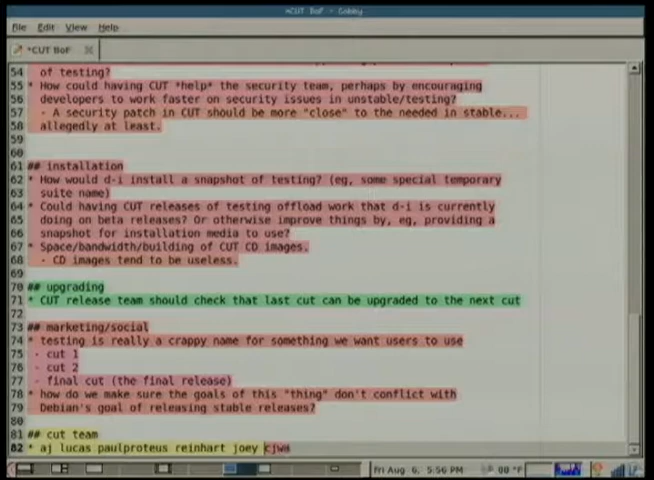 *CUT BoF - Gobby
File Edit View Help
*CUT BoF
54 of testing?
55 * How could having CUT *help* the security team, perhaps by encouraging
56 developers to work faster on security issues in unstable/testing?
57 - A security patch in CUT should be more "close" to the needed in stable...
58 allegedly at least.
59
60
61 ## installation
62 * How would d-i install a snapshot of testing? (eg, some special temporary
63 suite name)
64 * Could having CUT releases of testing offload work that d-i is currently
65 doing on beta releases? Or otherwise improve things by, eg, providing a
66 snapshot for installation media to use?
67 * Space/bandwidth/building of CUT CD images.
68 - CD images tend to be useless.
69
70 ## upgrading
71 * CUT release team should check that last cut can be upgraded to the next cut
72
73 ## marketing/social
74 * testing is really a crappy name for something we want users to use
75 - cut 1
76 - cut 2
77 - final cut (the final release)
78 * how do we make sure the goals of this "thing" don't conflict with
79 Debian's goal of releasing stable releases?
80
81 ## cut team
82 * aj lucas paulproteus reinhart joey cjwm
Fri Aug 6, 5:56 PM 88 °F